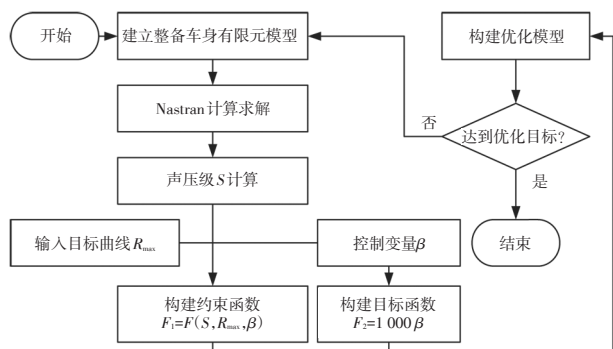 开始
建立整备车身有限元模型
构建优化模型
Nastran计算求解
否
达到优化目标?
声压级S计算
是
输入目标曲线Rmax
控制变量β
结束
构建约束函数
F1=F(S,Rmax,β)
构建目标函数
F2=1 000β